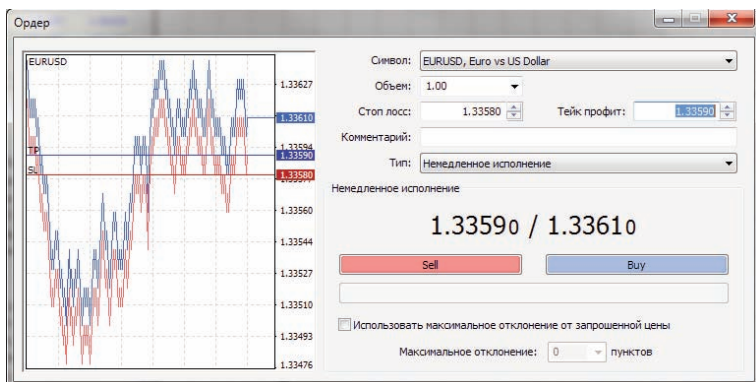 Ордер
EURUSD
1.33627
1.33610
1.33594
TP
1.33590
SL
1.33580
1.33560
1.33544
1.33527
1.33510
1.33493
1.33476
Символ: EURUSD, Euro vs US Dollar
Объем: 1.00
Стоп лосс: 1.33580 Тейк профит: 1.33590
Комментарий:
Тип: Немедленное исполнение
Немедленное исполнение
1.33590 / 1.33610
Sell Buy
Использовать максимальное отклонение от запрошенной цены
Максимальное отклонение: 0 пунктов